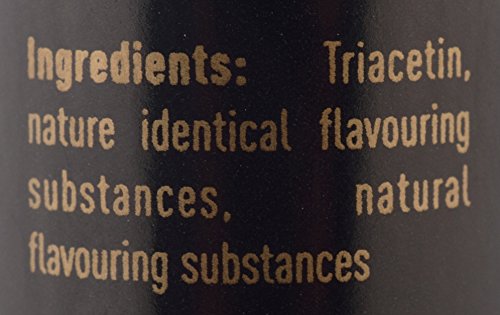 Ingredients: Triacetin,
nature identical flavouring
substances, natural
flavouring substances